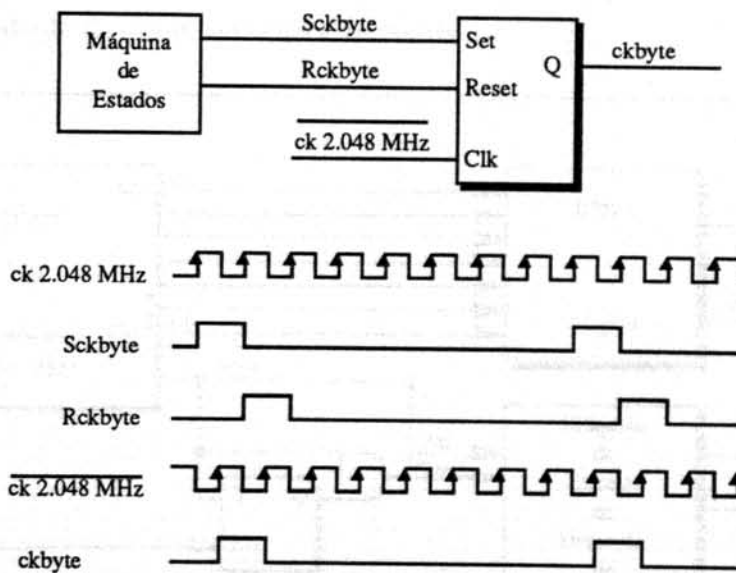 Máquina
de
Estados
Sckbyte
Rckbyte
ck 2.048 MHz
Set
Reset
Clk
Q
ckbyte
ck 2.048 MHz
Sckbyte
Rckbyte
ck 2.048 MHz
ckbyte